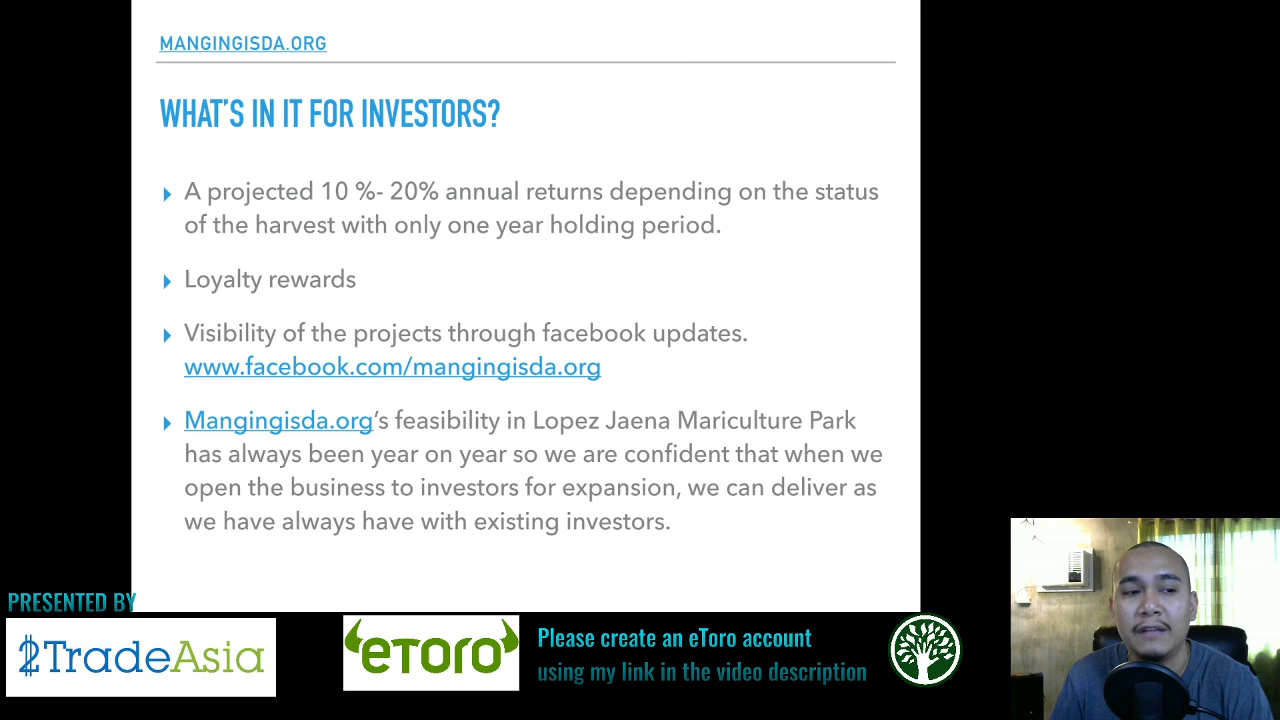 MANGINGISDA.ORG
WHAT'S IN IT FOR INVESTORS?
A projected 10 %- 20% annual returns depending on the status
of the harvest with only one year holding period.
Loyalty rewards
Visibility of the projects through facebook updates.
www.facebook.com/mangingisda.org
Mangingisda.org's feasibility in Lopez Jaena Mariculture Park
has always been year on year so we are confident that when we
open the business to investors for expansion, we can deliver as
we have always have with existing investors.
PRESENTED BY
2TradeAsia
eTORO
Please create an eToro account
using my link in the video description